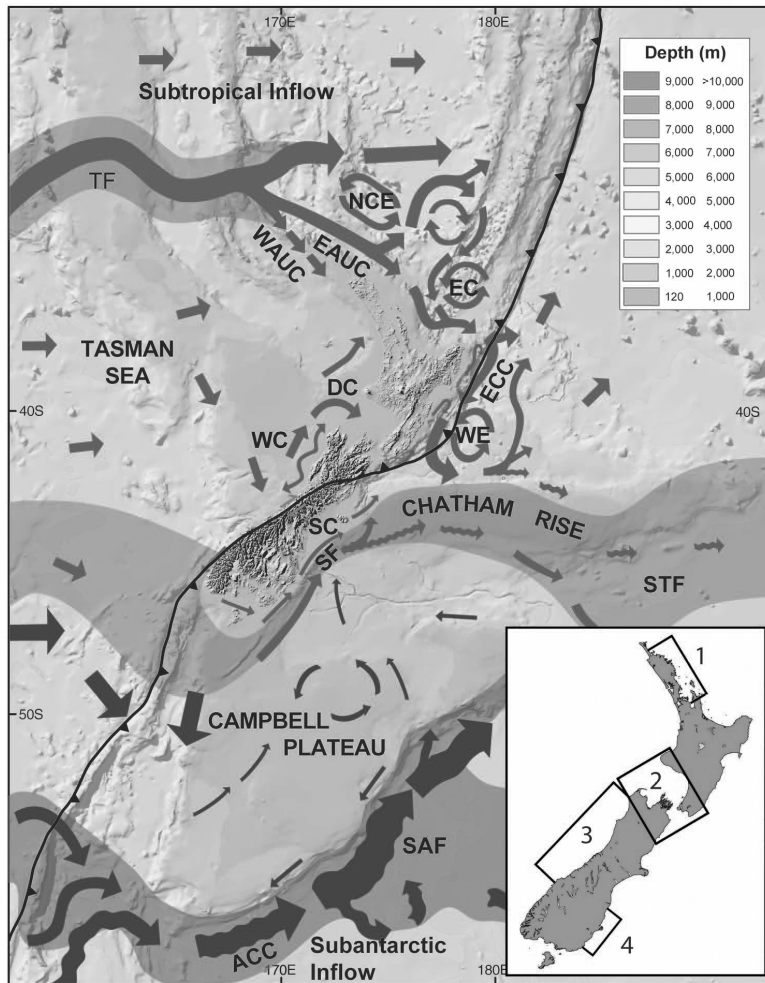 170E
180E
Depth (m)
9,000 >10,000
8,000 9,000
7,000 8,000
6,000 7,000
5,000 6,000
4,000 5,000
3,000 4,000
2,000 3,000
1,000 2,000
120 1,000
Subtropical Inflow
TF
NCE
WAUC
EAUC
EC
TASMAN
SEA
DC
ECC
40S
40S
WC
WE
SC
CHATHAM RISE
SF
STF
50S
CAMPBELL
PLATEAU
SAF
ACC
Subantarctic
Inflow
170E
180E
1
2
3
4